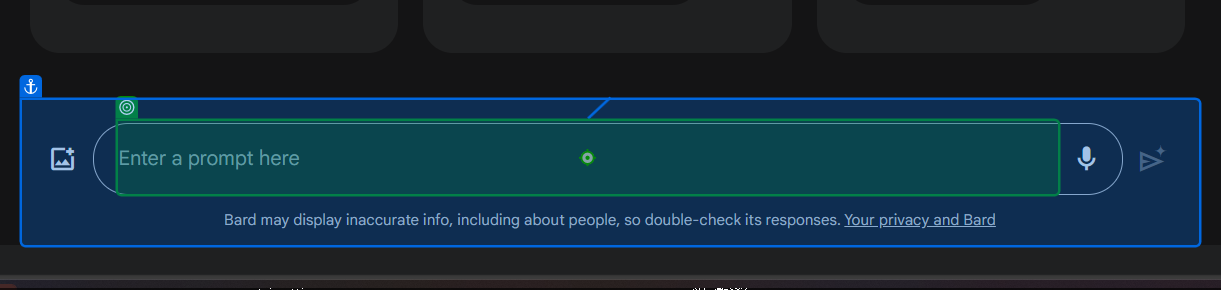 Enter a prompt here
Bard may display inaccurate info, including about people, so double-check its responses. Your privacy and Bard